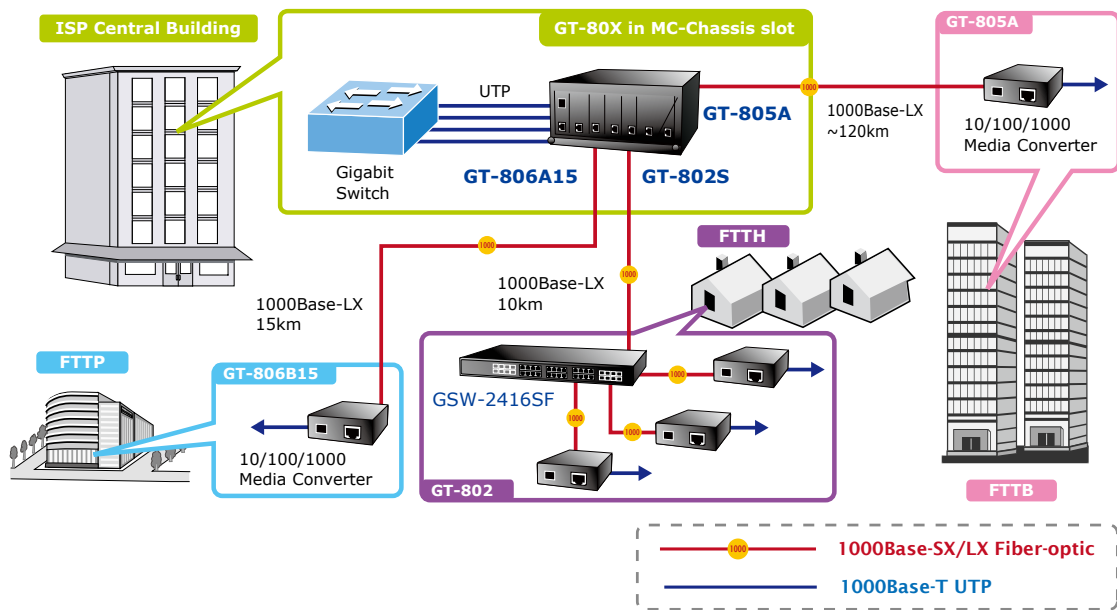 ISP Central Building
GT-80X in MC-Chassis slot
GT-805A
UTP
GT-805A
1000
1000Base-LX
~120km
10/100/1000
Media Converter
Gigabit
Switch
GT-806A15
GT-802S
FTTH
1000
1000
1000Base-LX
15km
1000Base-LX
10km
FTTP
GT-806B15
10/100/1000
Media Converter
GSW-2416SF
1000
1000
1000
GT-802
FTTB
1000
1000Base-SX/LX Fiber-optic
1000Base-T UTP